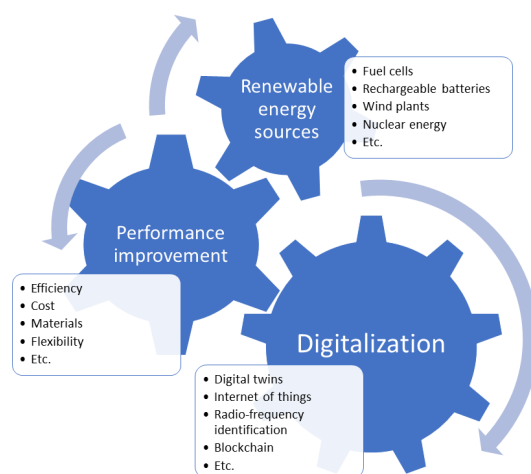 Renewable
energy
sources
• Fuel cells
• Rechargeable batteries
• Wind plants
• Nuclear energy
• Etc.
Performance
improvement
• Efficiency
• Cost
• Materials
• Flexibility
• Etc.
Digitalization
• Digital twins
• Internet of things
• Radio-frequency
identification
• Blockchain
• Etc.